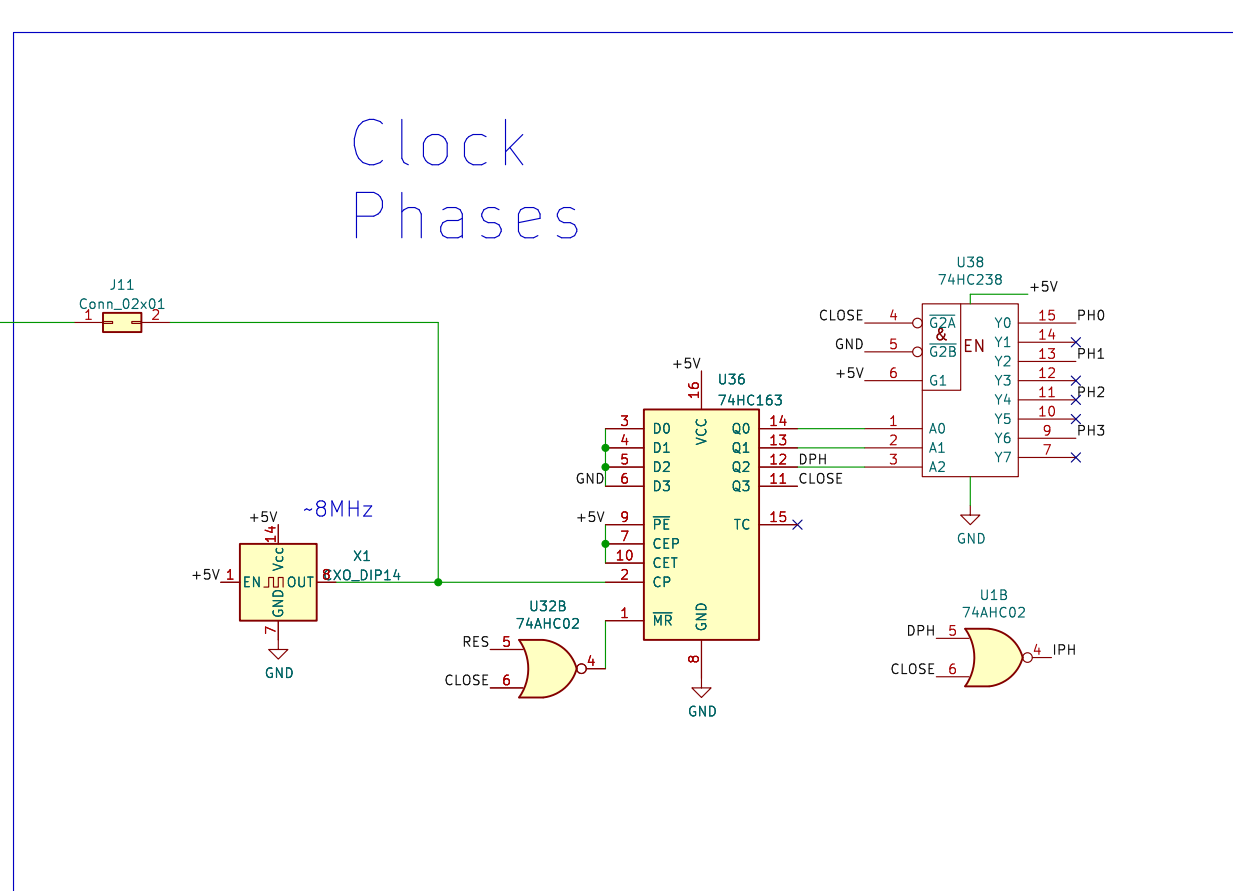 Clock
Phases
J11
Conn_02x01
1
2
~8MHz
+5V
14
X1
CXO_DIP14
+5V 1 EN OUT 8
Vcc
GND
7
GND
+5V
16
U36
74HC163
VCC
3 D0 Q0 14
4 D1 Q1 13
5 D2 Q2 12 DPH
GND 6 D3 Q3 11 CLOSE
+5V 9 PE TC 15
7 CEP
10 CET
2 CP
1 MR
GND
8
GND
U32B
74AHC02
RES 5
4
CLOSE 6
U38
74HC238
+5V
CLOSE 4 G2A Y0 15 PH0
& EN
Y1 14
GND 5 G2B Y2 13 PH1
+5V 6 G1 Y3 12
Y4 11 PH2
Y5 10
1 A0 Y6 9 PH3
2 A1 Y7 7
3 A2
GND
U1B
74AHC02
DPH 5
4 IPH
CLOSE 6